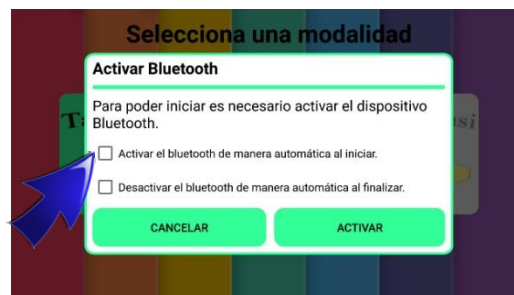 Selecciona una modalidad
Activar Bluetooth
Para poder iniciar es necesario activar el dispositivo
Bluetooth.
Activar el bluetooth de manera automática al iniciar.
Desactivar el bluetooth de manera automática al finalizar.
CANCELAR
ACTIVAR